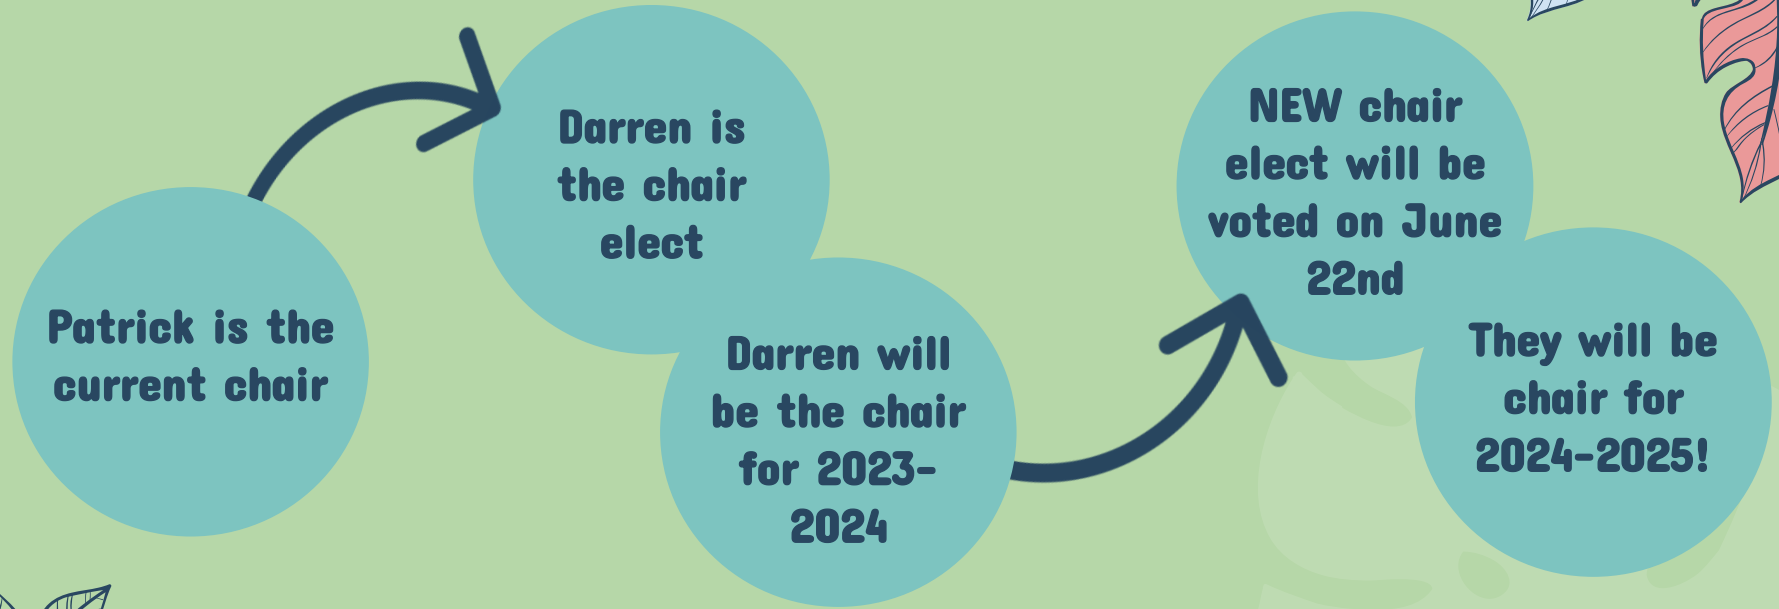 Patrick is the
current chair
Darren is
the chair
elect
Darren will
be the chair
for 2023-
2024
NEW chair
elect will be
voted on June
22nd
They will be
chair for
2024-2025!